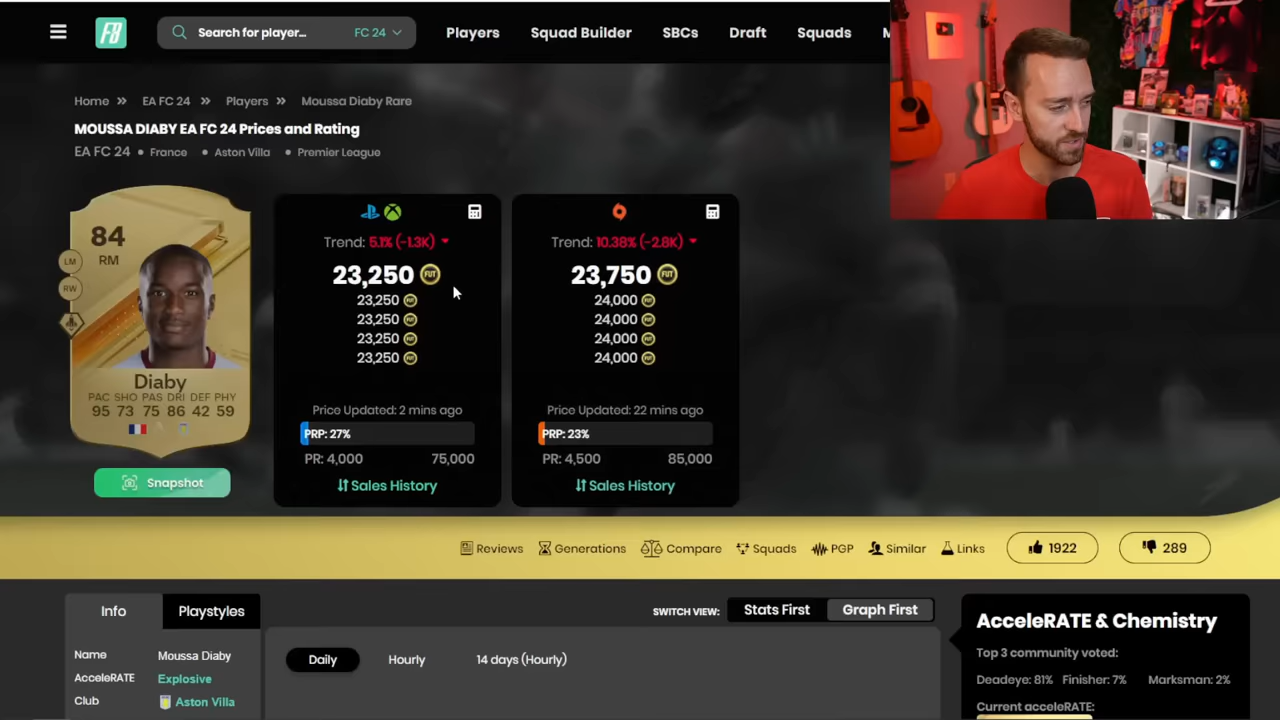 FB
Search for player...
FC 24
Players
Squad Builder
SBCs
Draft
Squads
M
Home » EA FC 24 » Players » Moussa Diaby Rare
MOUSSA DIABY EA FC 24 Prices and Rating
EA FC 24 • France • Aston Villa • Premier League
84
RM
LM
RW
Diaby
PAC SHO PAS DRI DEF PHY
95 73 75 86 42 59
Snapshot
Trend: 5.1% (-1.3K)
23,250 FUT
23,250
23,250
23,250
23,250
Price Updated: 2 mins ago
PRP: 27%
PR: 4,000 75,000
Sales History
Trend: 10.38% (-2.8K)
23,750 FUT
24,000
24,000
24,000
24,000
Price Updated: 22 mins ago
PRP: 23%
PR: 4,500 85,000
Sales History
Reviews
Generations
Compare
Squads
PGP
Similar
Links
1922
289
Info
Playstyles
SWITCH VIEW:
Stats First
Graph First
Name Moussa Diaby
AcceleRATE Explosive
Club Aston Villa
Daily
Hourly
14 days (Hourly)
AcceleRATE & Chemistry
Top 3 community voted:
Deadeye: 81% Finisher: 7% Marksman: 2%
Current acceleRATE: